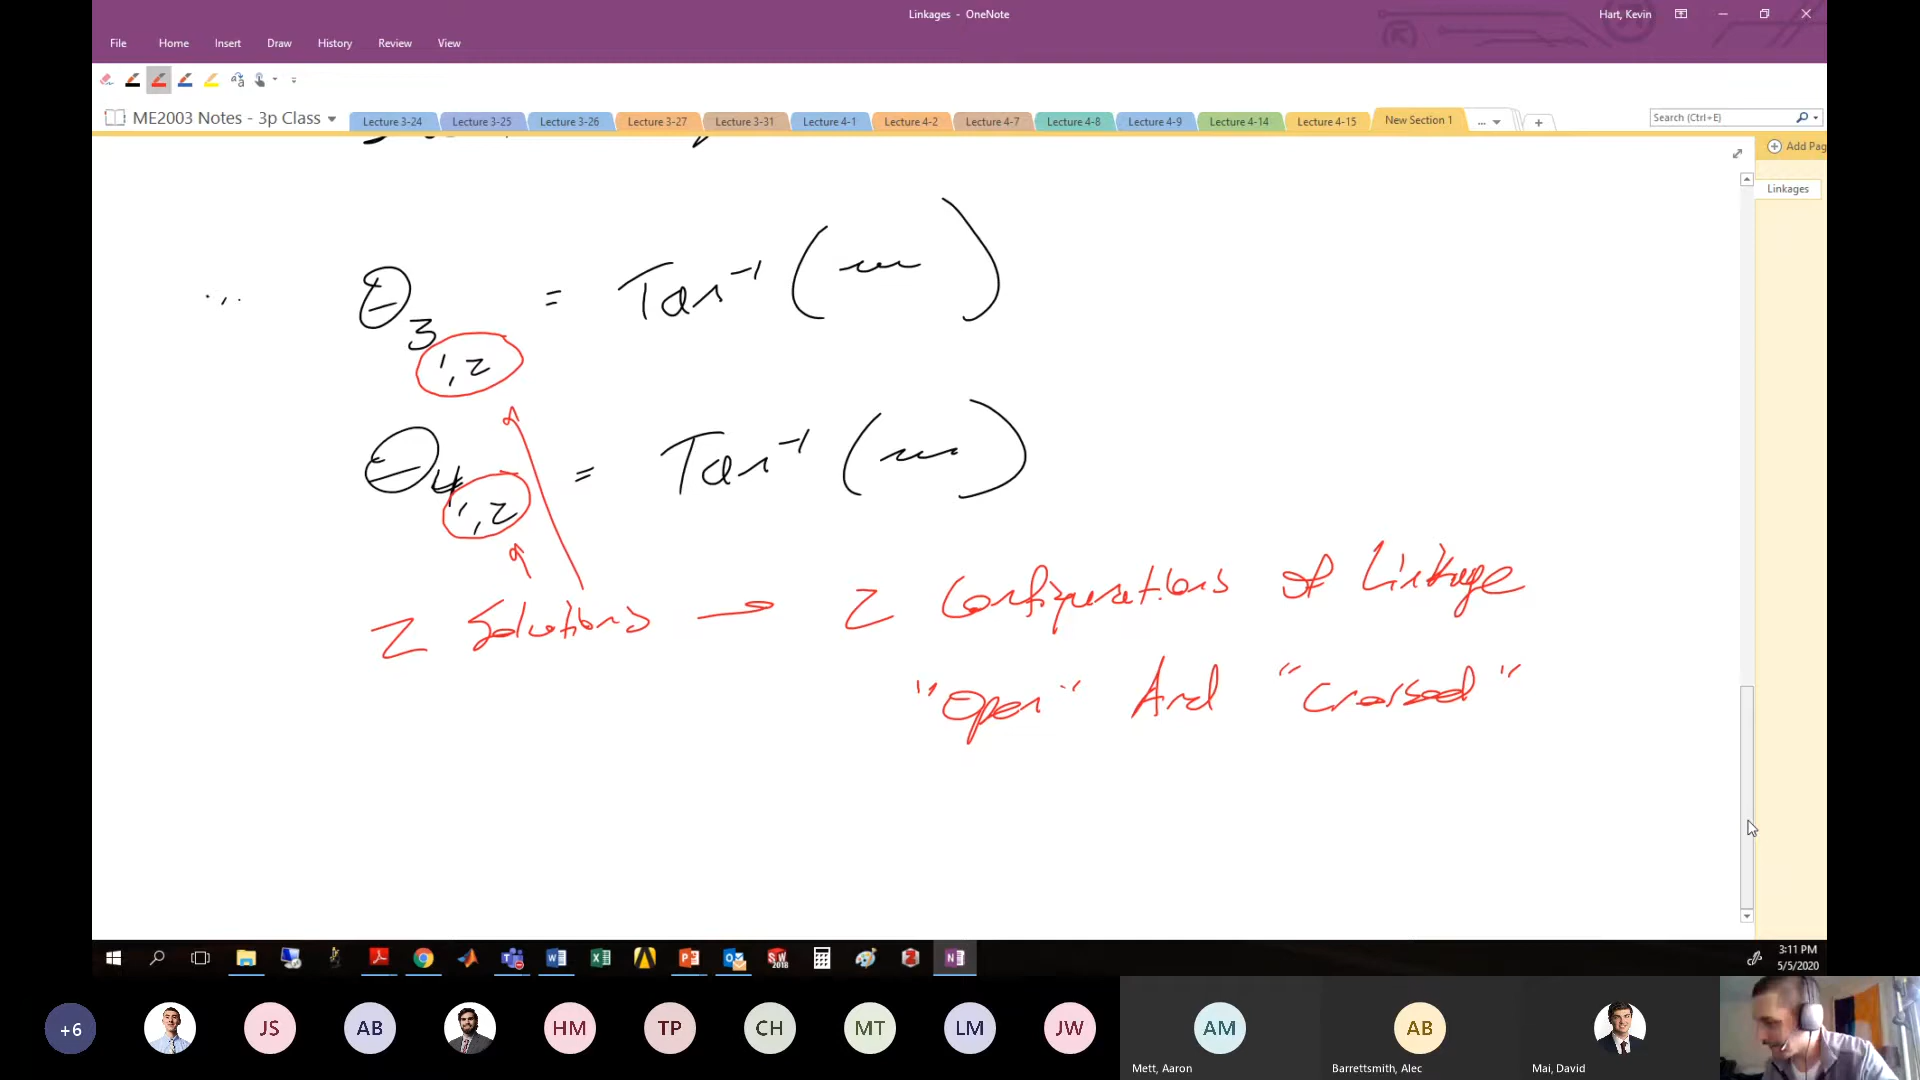 Linkages - OneNote
Hart, Kevin
File Home Insert Draw History Review View
ME2003 Notes - 3p Class
Lecture 3-24 Lecture 3-25 Lecture 3-26 Lecture 3-27 Lecture 3-31 Lecture 4-1 Lecture 4-2 Lecture 4-7 Lecture 4-8 Lecture 4-9 Lecture 4-14 Lecture 4-15 New Section 1 ... +
Search (Ctrl+E)
Add Pag
Linkages
... θ3 1,2 = Tan⁻¹ ( )
θ4 1,2 = Tan⁻¹ ( )
2 Solutions → 2 Configurations of Linkage
"Open" And "Crossed"
3:11 PM
5/5/2020
+6 JS AB HM TP CH MT LM JW AM AB
Mett, Aaron Barrettsmith, Alec Mai, David